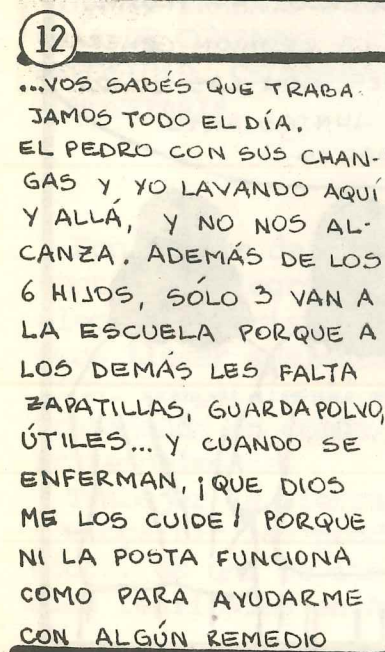 12
...VOS SABÉS QUE TRABA-
JAMOS TODO EL DÍA.
EL PEDRO CON SUS CHAN-
GAS Y YO LAVANDO AQUÍ
Y ALLÁ, Y NO NOS AL-
CANZA. ADEMÁS DE LOS
6 HIJOS, SÓLO 3 VAN A
LA ESCUELA PORQUE A
LOS DEMÁS LES FALTA
ZAPATILLAS, GUARDAPOLVO,
ÚTILES... Y CUANDO SE
ENFERMAN, ¡QUE DIOS
ME LOS CUIDE! PORQUE
NI LA POSTA FUNCIONA
COMO PARA AYUDARME
CON ALGÚN REMEDIO